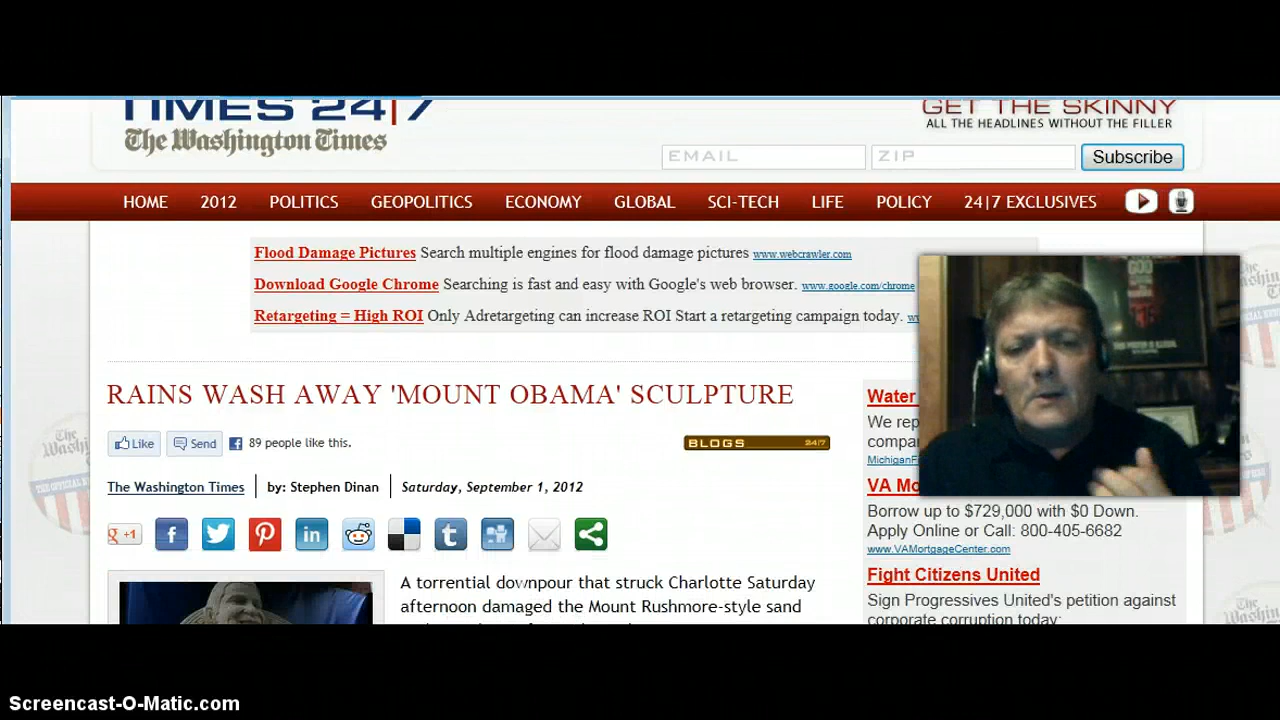 TIMES 24|7
The Washington Times
GET THE SKINNY
ALL THE HEADLINES WITHOUT THE FILLER
EMAIL ZIP Subscribe
HOME 2012 POLITICS GEOPOLITICS ECONOMY GLOBAL SCI-TECH LIFE POLICY 24|7 EXCLUSIVES
Flood Damage Pictures Search multiple engines for flood damage pictures www.webcrawler.com
Download Google Chrome Searching is fast and easy with Google's web browser. www.google.com/chrome
Retargeting = High ROI Only Adretargeting can increase ROI Start a retargeting campaign today.
RAINS WASH AWAY 'MOUNT OBAMA' SCULPTURE
Like Send 89 people like this.
BLOGS 24|7
The Washington Times by: Stephen Dinan Saturday, September 1, 2012
g +1
A torrential downpour that struck Charlotte Saturday
afternoon damaged the Mount Rushmore-style sand
Water
We
VA
Borrow up to $729,000 with $0 Down.
Apply Online or Call: 800-405-6682
www.VAMortgageCenter.com
Fight Citizens United
Sign Progressives United's petition against
corporate corruption today:
Screencast-O-Matic.com